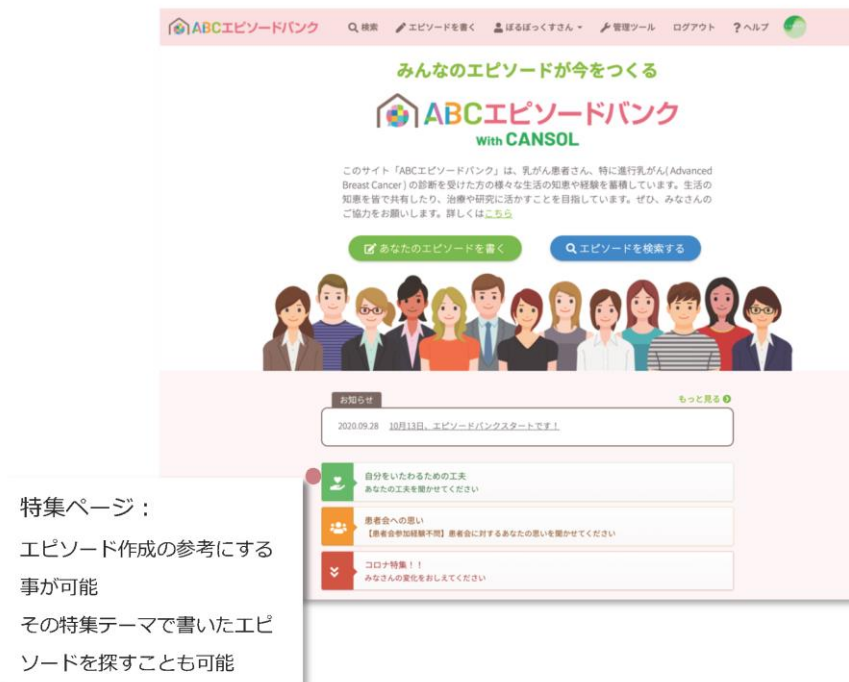 ABCエピソードバンク 検索 エピソードを書く ぽるぽっくすさん 管理ツール ログアウト ?ヘルプ
みんなのエピソードが今をつくる
ABCエピソードバンク
With CANSOL
このサイト「ABCエピソードバンク」は、乳がん患者さん、特に進行乳がん( Advanced
Breast Cancer ) の診断を受けた方の様々な生活の知恵や経験を蓄積しています。生活の
知恵を皆で共有したり、治療や研究に活かすことを目指しています。ぜひ、みなさんの
ご協力をお願いします。詳しくはこちら
あなたのエピソードを書く エピソードを検索する
お知らせ もっと見る
2020.09.28 10月13日、エピソードバンクスタートです！
自分をいたわるための工夫
あなたの工夫を聞かせてください
患者会への思い
【患者会参加経験不問】患者会に対するあなたの思いを聞かせてください
コロナ特集！！
みなさんの変化をおしえてください
特集ページ：
エピソード作成の参考にする
事が可能
その特集テーマで書いたエピ
ソードを探すことも可能